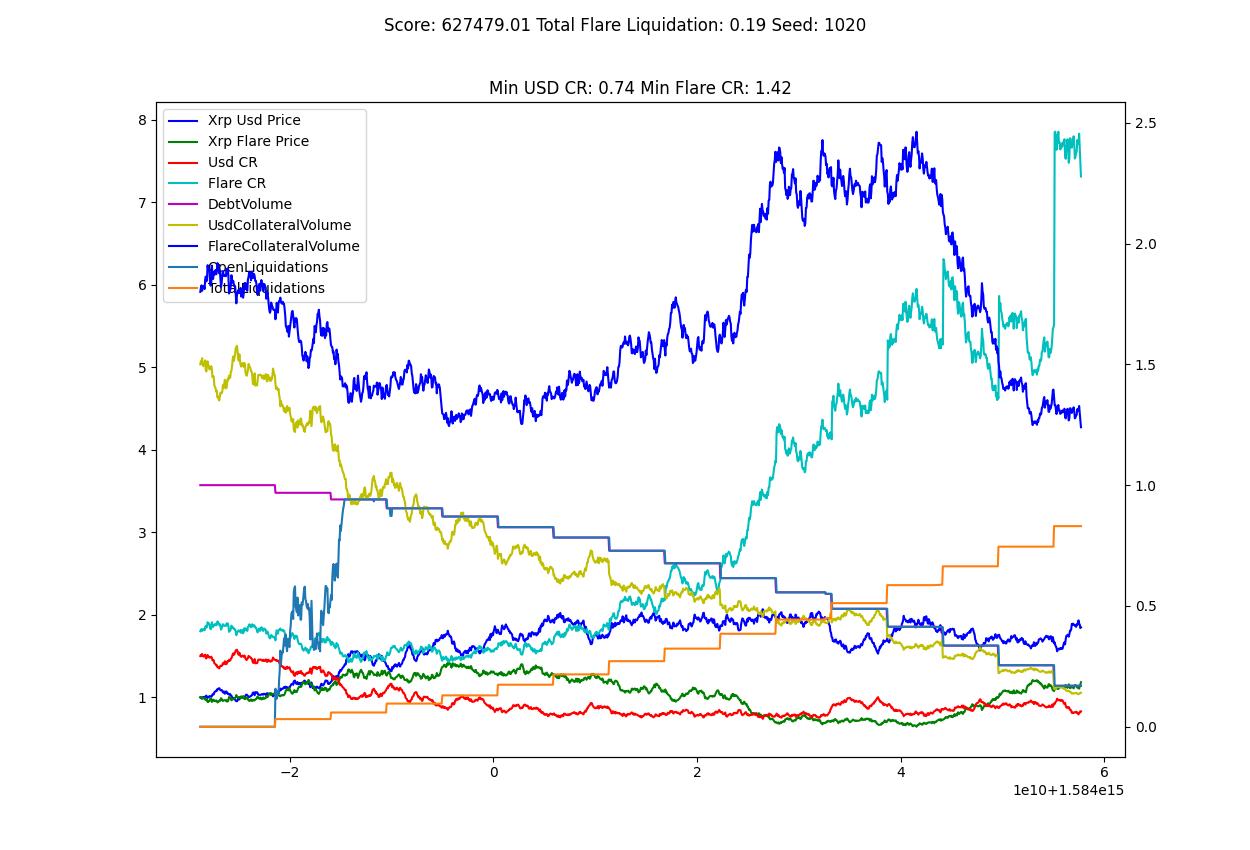 Score: 627479.01 Total Flare Liquidation: 0.19 Seed: 1020
Min USD CR: 0.74 Min Flare CR: 1.42
Xrp Usd Price
Xrp Flare Price
Usd CR
Flare CR
DebtVolume
UsdCollateralVolume
FlareCollateralVolume
OpenLiquidations
TotalLiquidations
8
7
6
5
4
3
2
1
2.5
2.0
1.5
1.0
0.5
0.0
−2
0
2
4
6
1e10+1.584e15